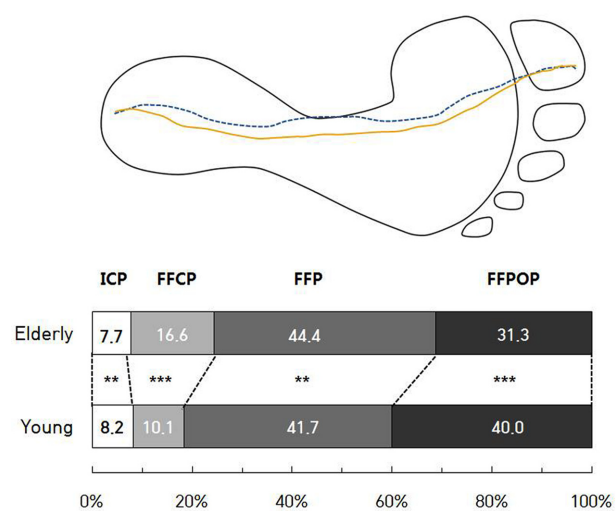 ICP FFCP FFP FFPOP
Elderly 7.7 16.6 44.4 31.3
** *** ** ***
Young 8.2 10.1 41.7 40.0
0% 20% 40% 60% 80% 100%